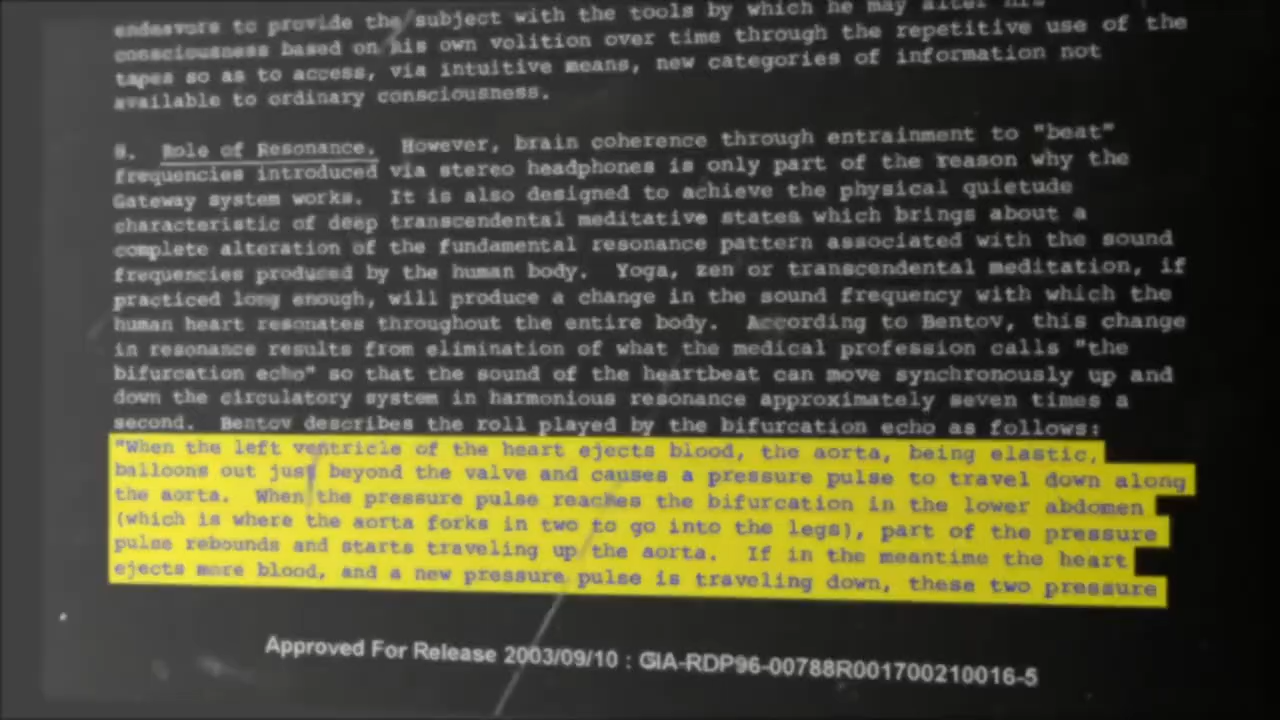 endeavors to provide the subject with the tools by which he may alter his
consciousness based on his own volition over time through the repetitive use of the
tapes so as to access, via intuitive means, new categories of information not
available to ordinary consciousness.
8. Role of Resonance. However, brain coherence through entrainment to "beat"
frequencies introduced via stereo headphones is only part of the reason why the
Gateway system works. It is also designed to achieve the physical quietude
characteristic of deep transcendental meditative states which brings about a
complete alteration of the fundamental resonance pattern associated with the sound
frequencies produced by the human body. Yoga, zen or transcendental meditation, if
practiced long enough, will produce a change in the sound frequency with which the
human heart resonates throughout the entire body. According to Bentov, this change
in resonance results from elimination of what the medical profession calls "the
bifurcation echo" so that the sound of the heartbeat can move synchronously up and
down the circulatory system in harmonious resonance approximately seven times a
second. Bentov describes the roll played by the bifurcation echo as follows:
"When the left ventricle of the heart ejects blood, the aorta, being elastic,
balloons out just beyond the valve and causes a pressure pulse to travel down along
the aorta. When the pressure pulse reaches the bifurcation in the lower abdomen
(which is where the aorta forks in two to go into the legs), part of the pressure
pulse rebounds and starts traveling up the aorta. If in the meantime the heart
ejects more blood, and a new pressure pulse is traveling down, these two pressure
Approved For Release 2003/09/10 : CIA-RDP96-00788R001700210016-5